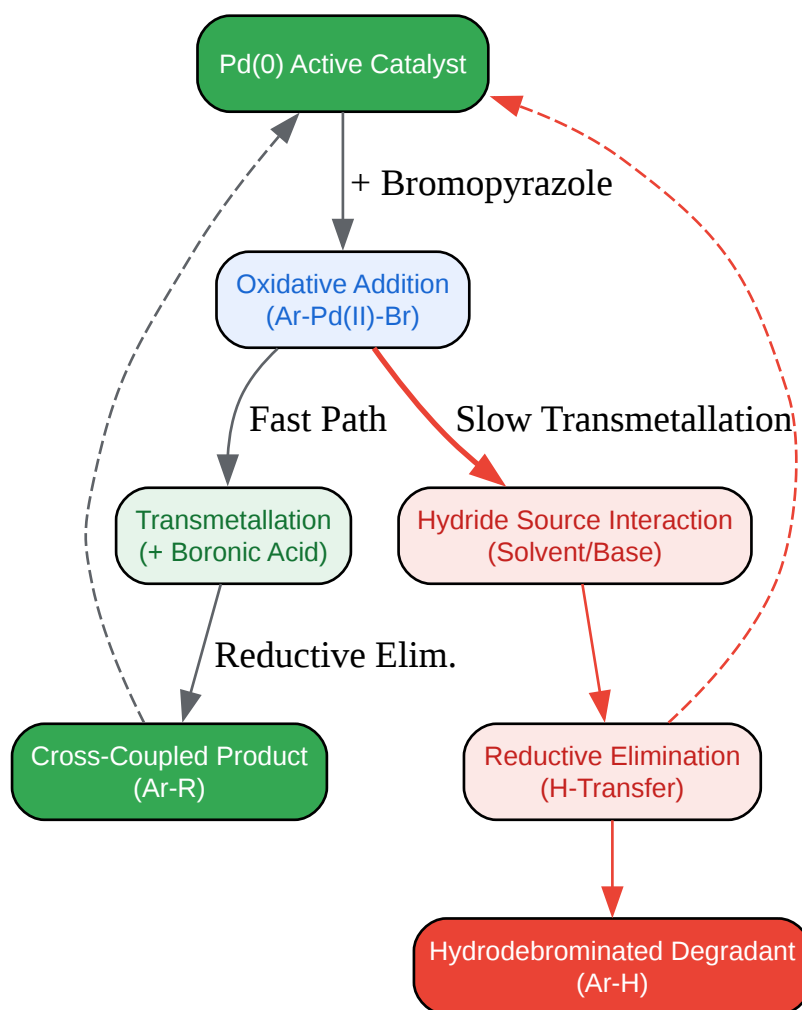 Pd(0) Active Catalyst
+ Bromopyrazole
Oxidative Addition
(Ar-Pd(II)-Br)
Fast Path
Slow Transmetallation
Transmetallation
(+ Boronic Acid)
Hydride Source Interaction
(Solvent/Base)
Reductive Elim.
Cross-Coupled Product
(Ar-R)
Reductive Elimination
(H-Transfer)
Hydrodebrominated Degradant
(Ar-H)